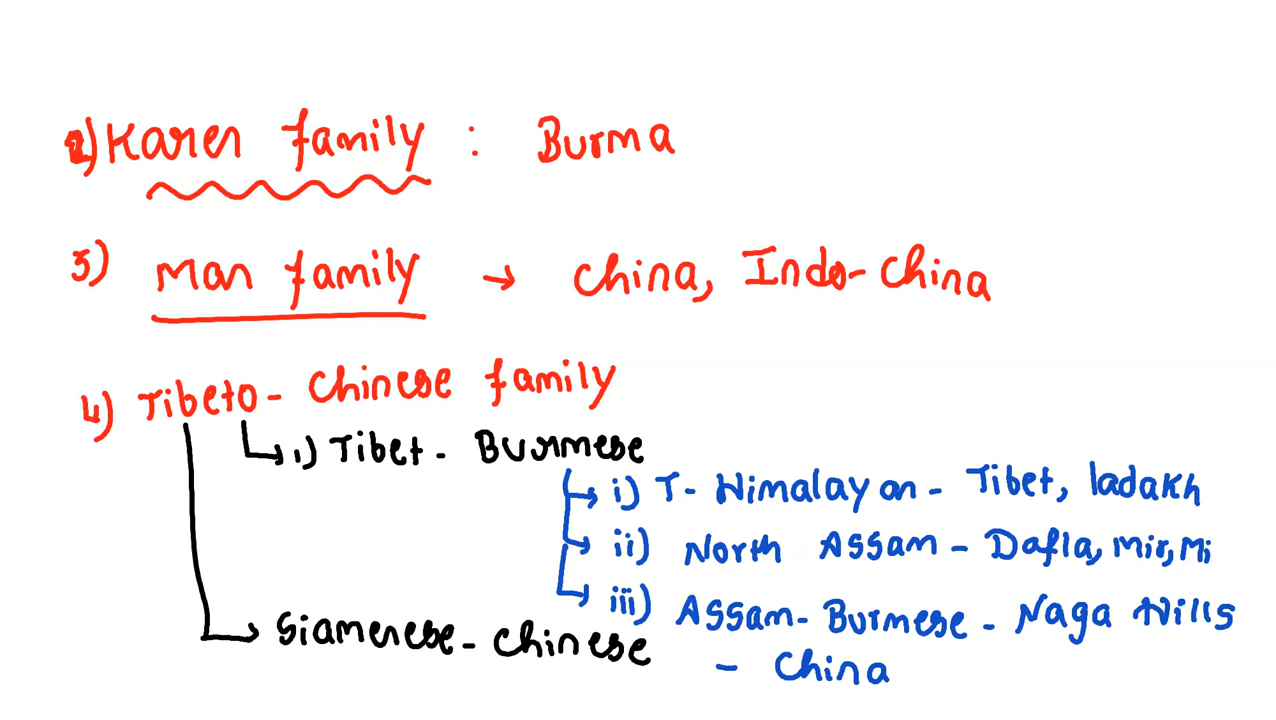 2) Karen family : Burma
3) Man family → China, Indo-China
4) Tibeto-Chinese family
1) Tibet - Burmese
i) T- Himalayan - Tibet, ladakh
ii) North Assam - Dafla, Mir, Mi
iii) Assam-Burmese - Naga Hills
- China
Siamenese-chinese